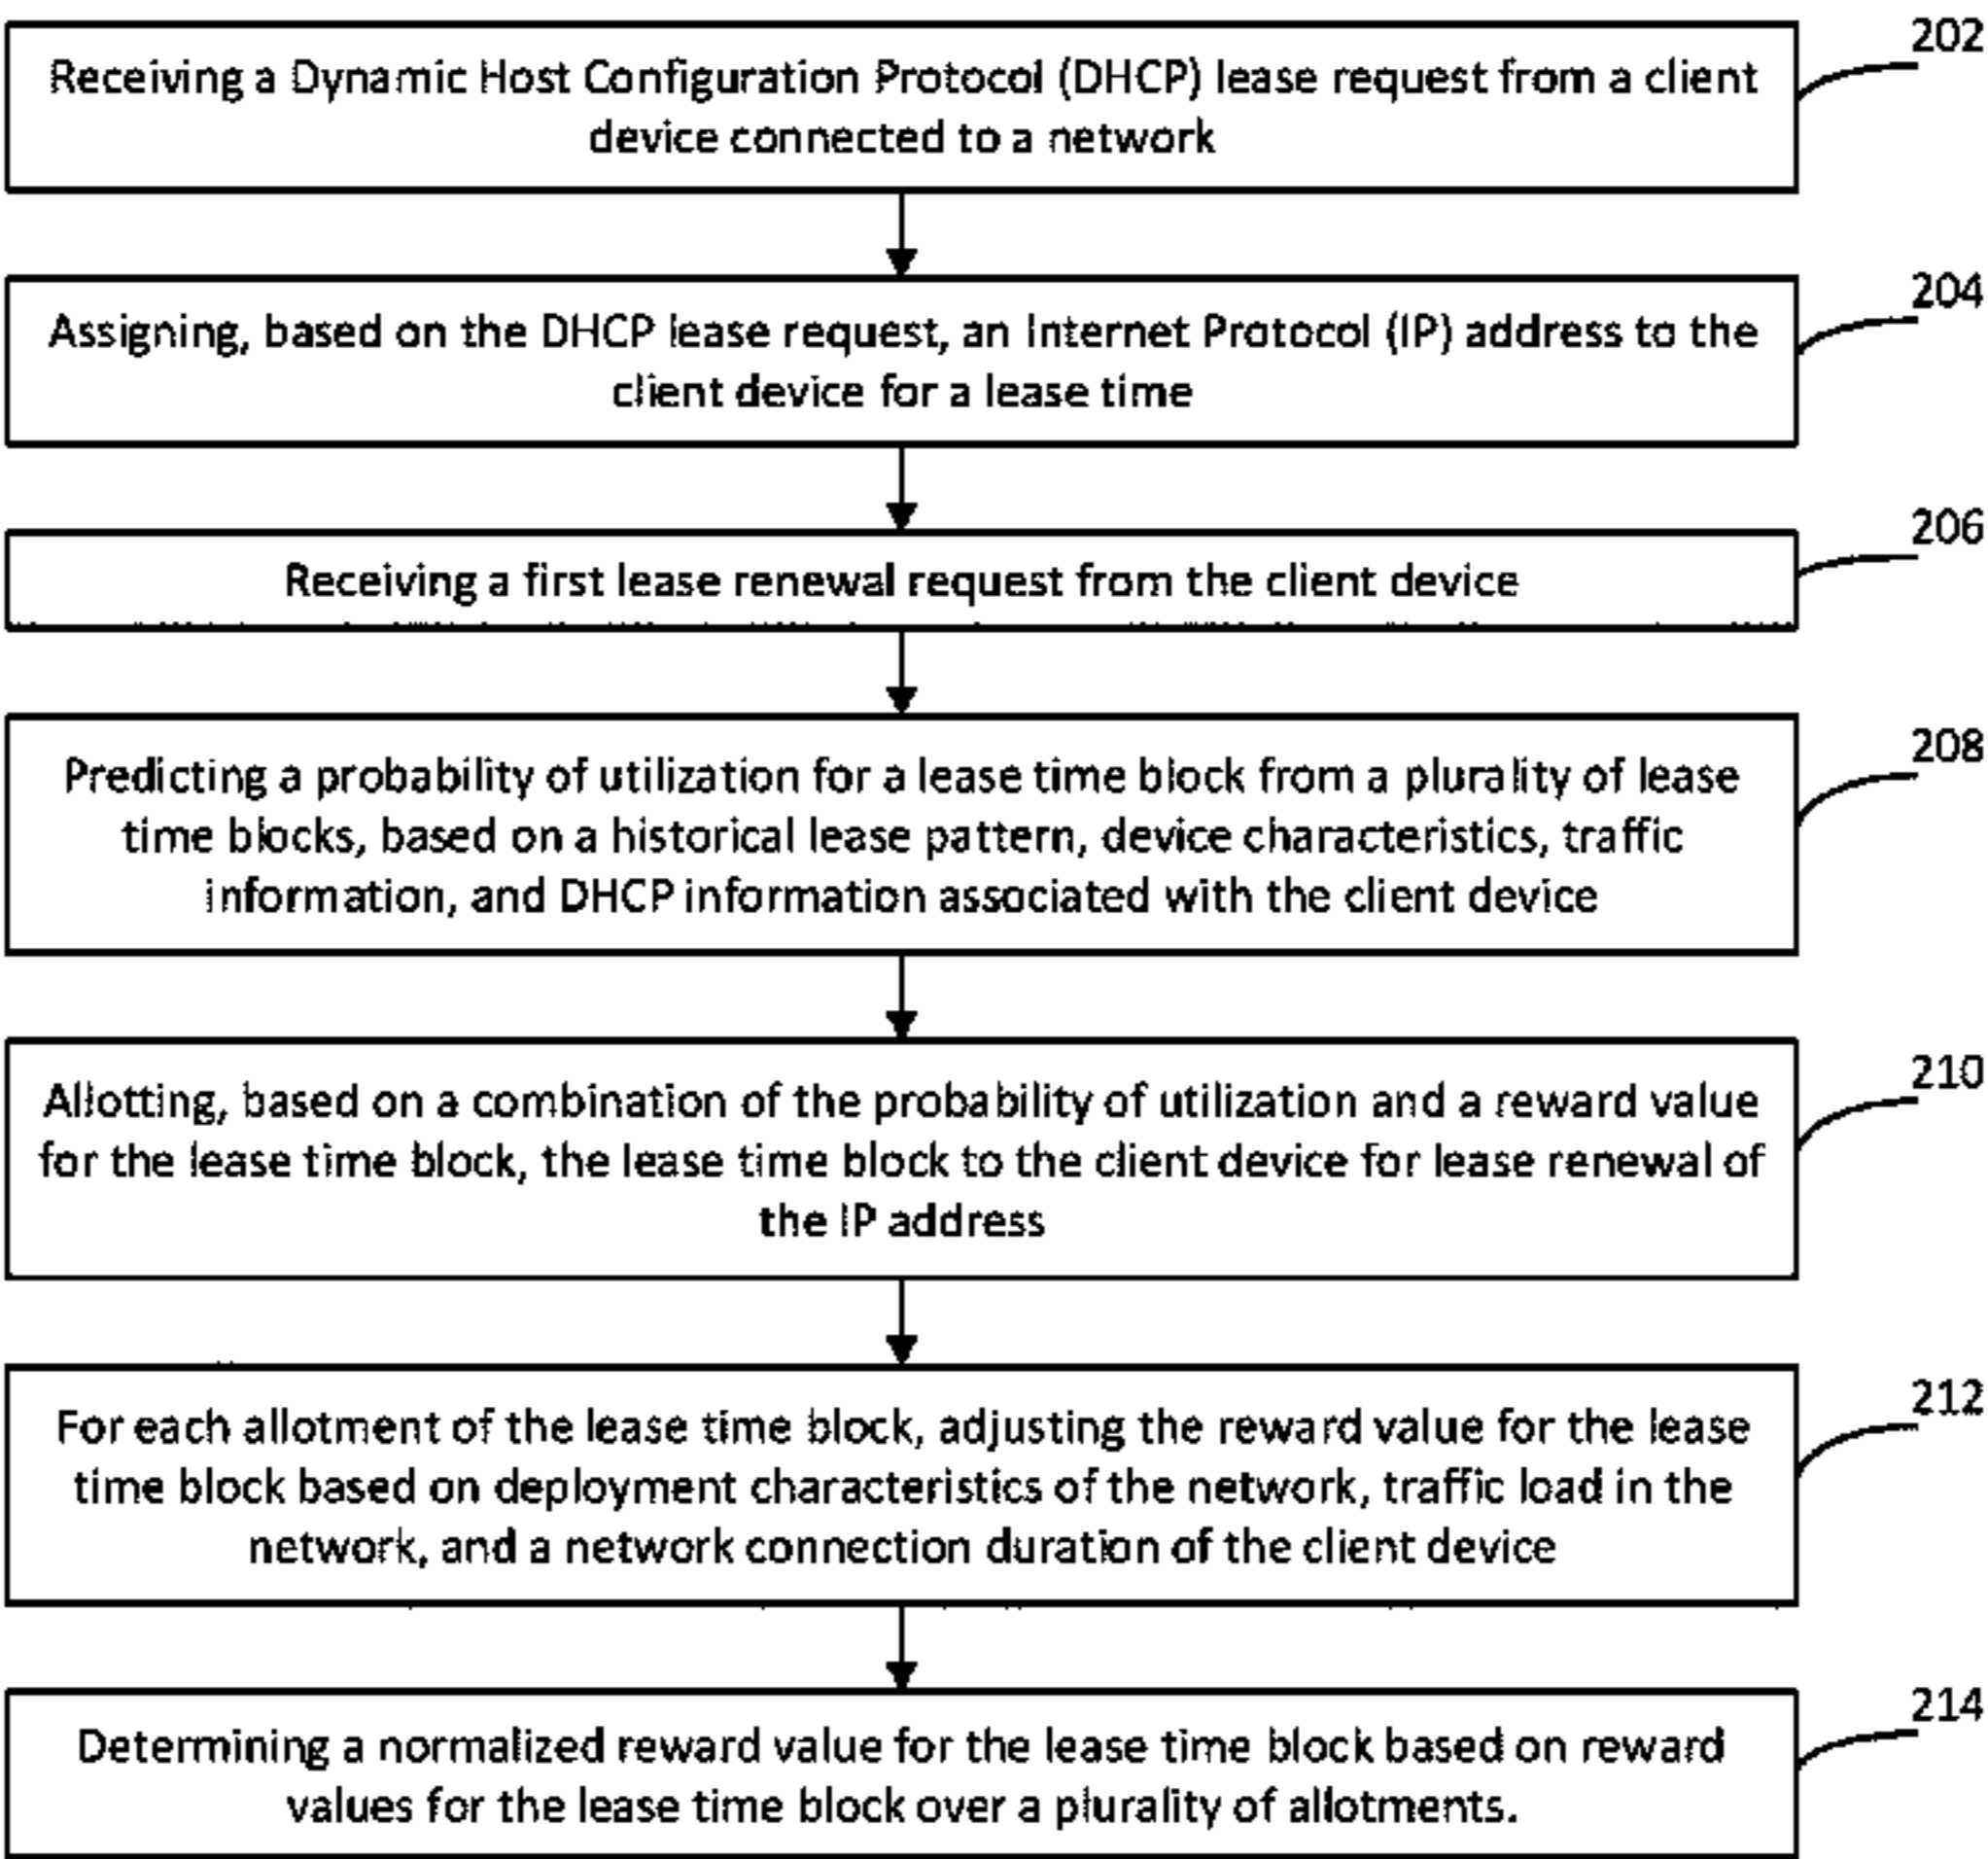 202
Receiving a Dynamic Host Configuration Protocol (DHCP) lease request from a client
device connected to a network
204
Assigning, based on the DHCP lease request, an Internet Protocol (IP) address to the
client device for a lease time
206
Receiving a first lease renewal request from the client device
208
Predicting a probability of utilization for a lease time block from a plurality of lease
time blocks, based on a historical lease pattern, device characteristics, traffic
information, and DHCP information associated with the client device
210
Allotting, based on a combination of the probability of utilization and a reward value
for the lease time block, the lease time block to the client device for lease renewal of
the IP address
212
For each allotment of the lease time block, adjusting the reward value for the lease
time block based on deployment characteristics of the network, traffic load in the
network, and a network connection duration of the client device
214
Determining a normalized reward value for the lease time block based on reward
values for the lease time block over a plurality of allotments.